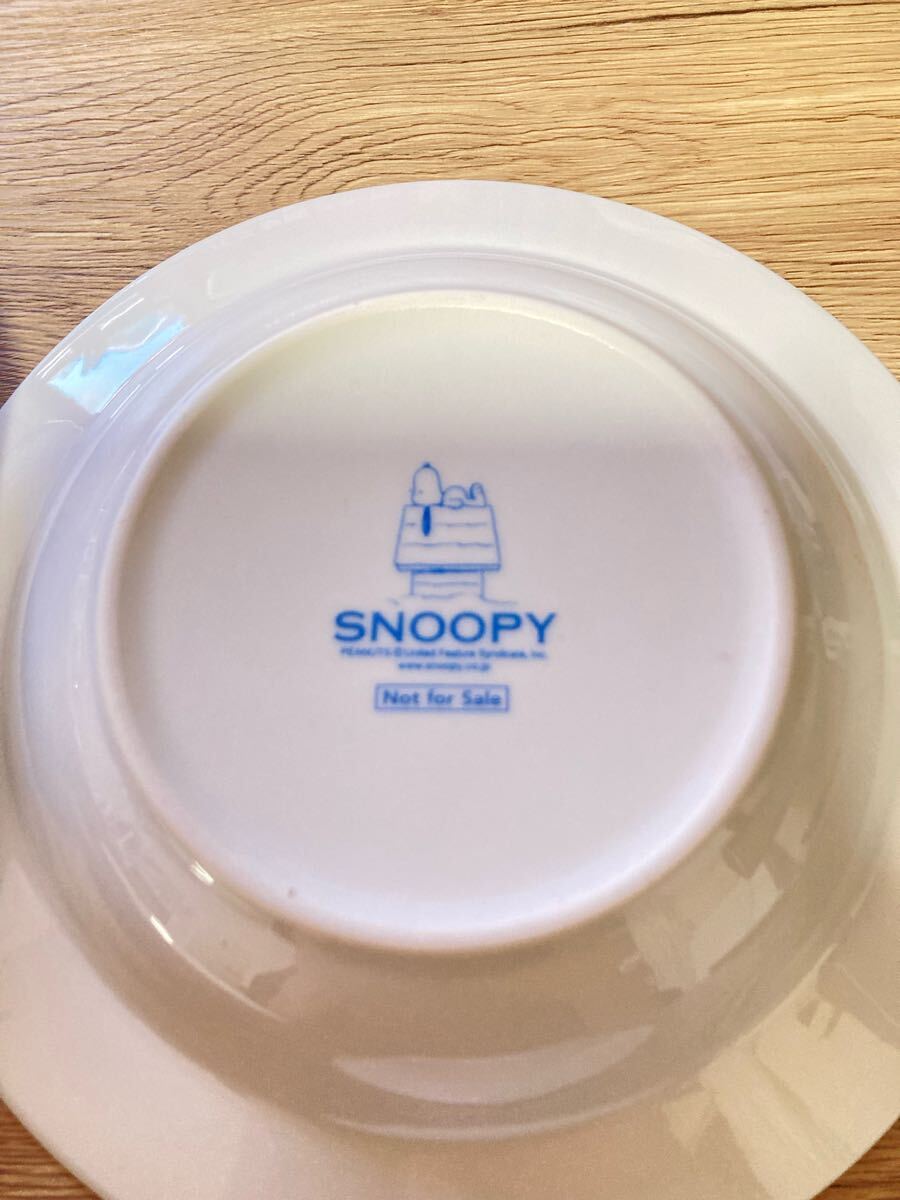 SNOOPY
PEANUTS © United Feature Syndicate, Inc.
www.snoopy.co.jp
Not for Sale